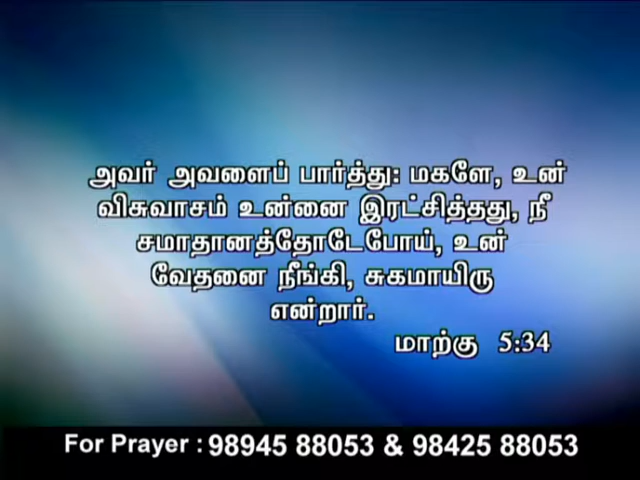 அவர் அவளைப் பார்த்து: மகளே, உன்
விசுவாசம் உன்னை இரட்சித்தது, நீ
சமாதானத்தோடேபோய், உன்
வேதனை நீங்கி, சுகமாயிரு
என்றார்.
மாற்கு 5:34
For Prayer : 98945 88053 & 98425 88053